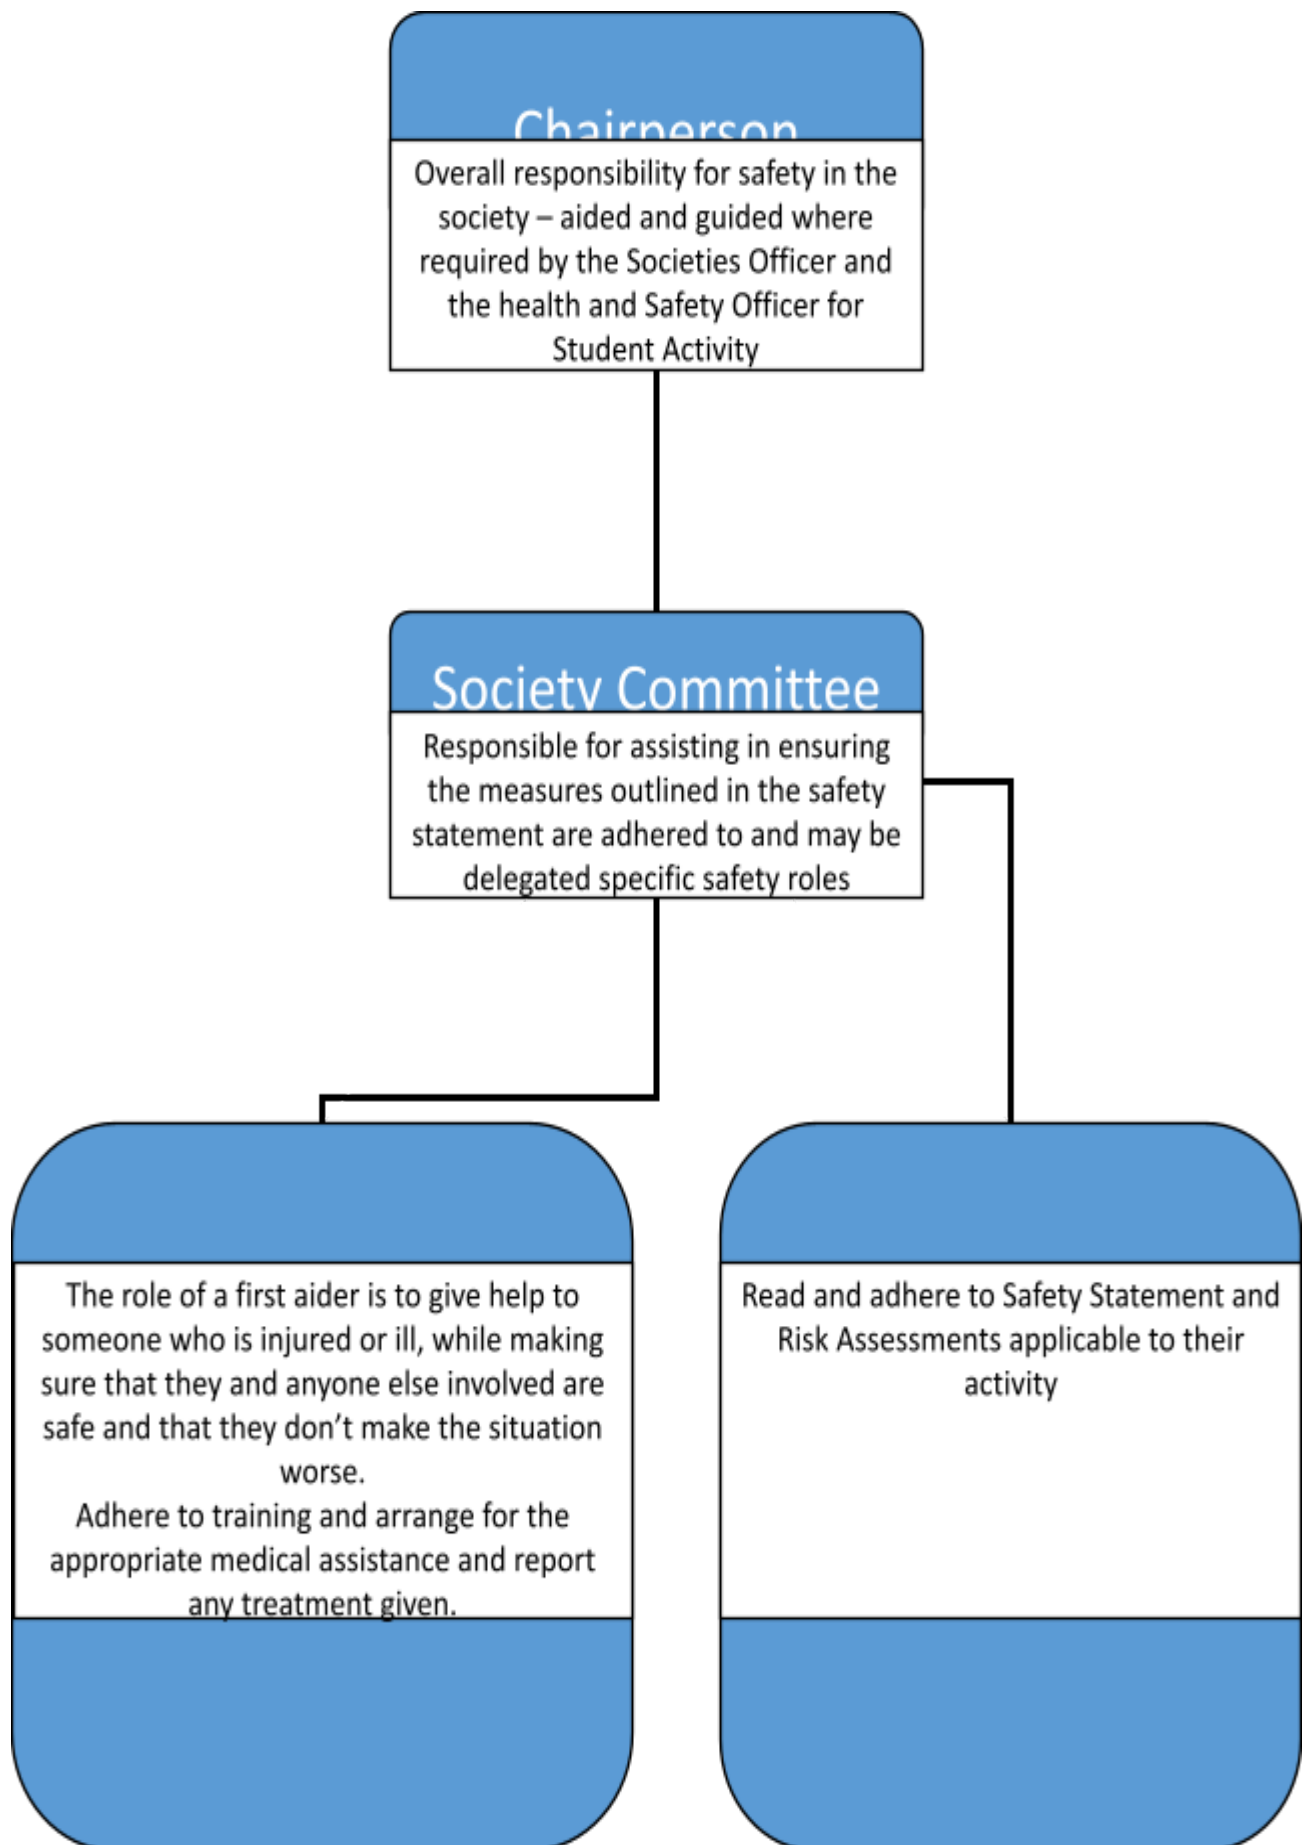 Chairperson
Overall responsibility for safety in the
society – aided and guided where
required by the Societies Officer and
the health and Safety Officer for
Student Activity
Society Committee
Responsible for assisting in ensuring
the measures outlined in the safety
statement are adhered to and may be
delegated specific safety roles
The role of a first aider is to give help to
someone who is injured or ill, while making
sure that they and anyone else involved are
safe and that they don’t make the situation
worse.
Adhere to training and arrange for the
appropriate medical assistance and report
any treatment given.
Read and adhere to Safety Statement and
Risk Assessments applicable to their
activity